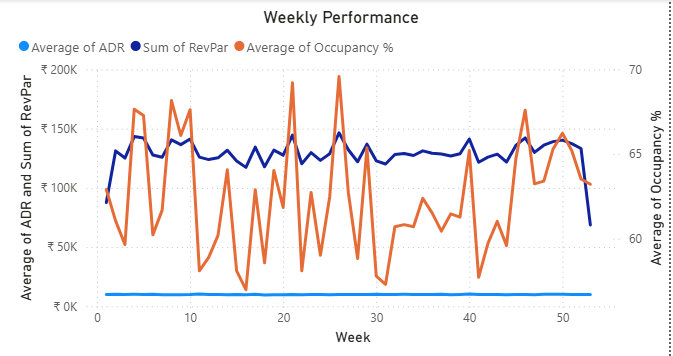 Weekly Performance
Average of ADR Sum of RevPar Average of Occupancy %
Average of ADR and Sum of RevPar
₹ 200K
₹ 150K
₹ 100K
₹ 50K
₹ 0K
70
65
60
Average of Occupancy %
0 10 20 30 40 50
Week